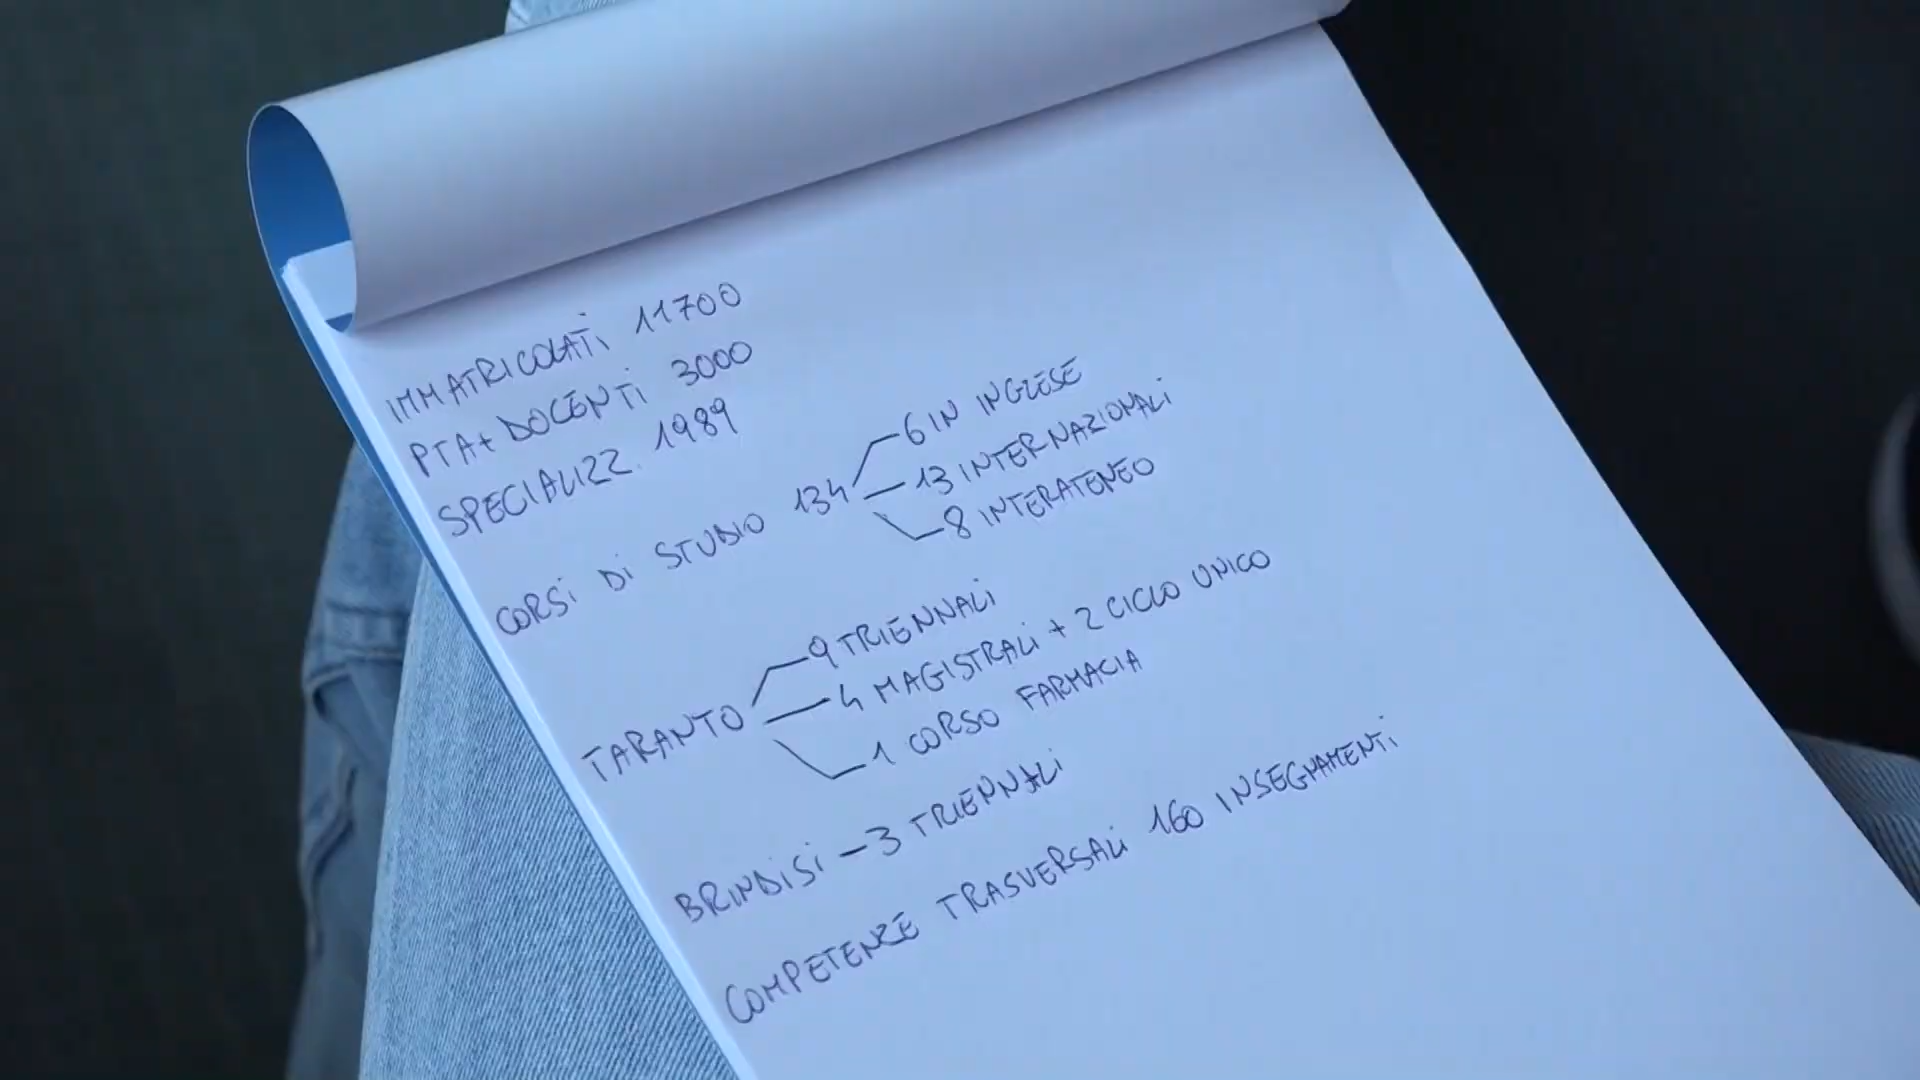 IMMATRICOLATI 11700
PTA+ DOCENTI 3000
SPECIALIZZ. 1989
CORSI DI STUDIO 134
6 IN INGLESE
13 INTERNAZIONALI
8 INTERATENEO
TARANTO
9 TRIENNALI
4 MAGISTRALI + 2 CICLO UNICO
1 CORSO FARMACIA
BRINDISI - 3 TRIENNALI
COMPETENZE TRASVERSALI 160 INSEGNAMENTI